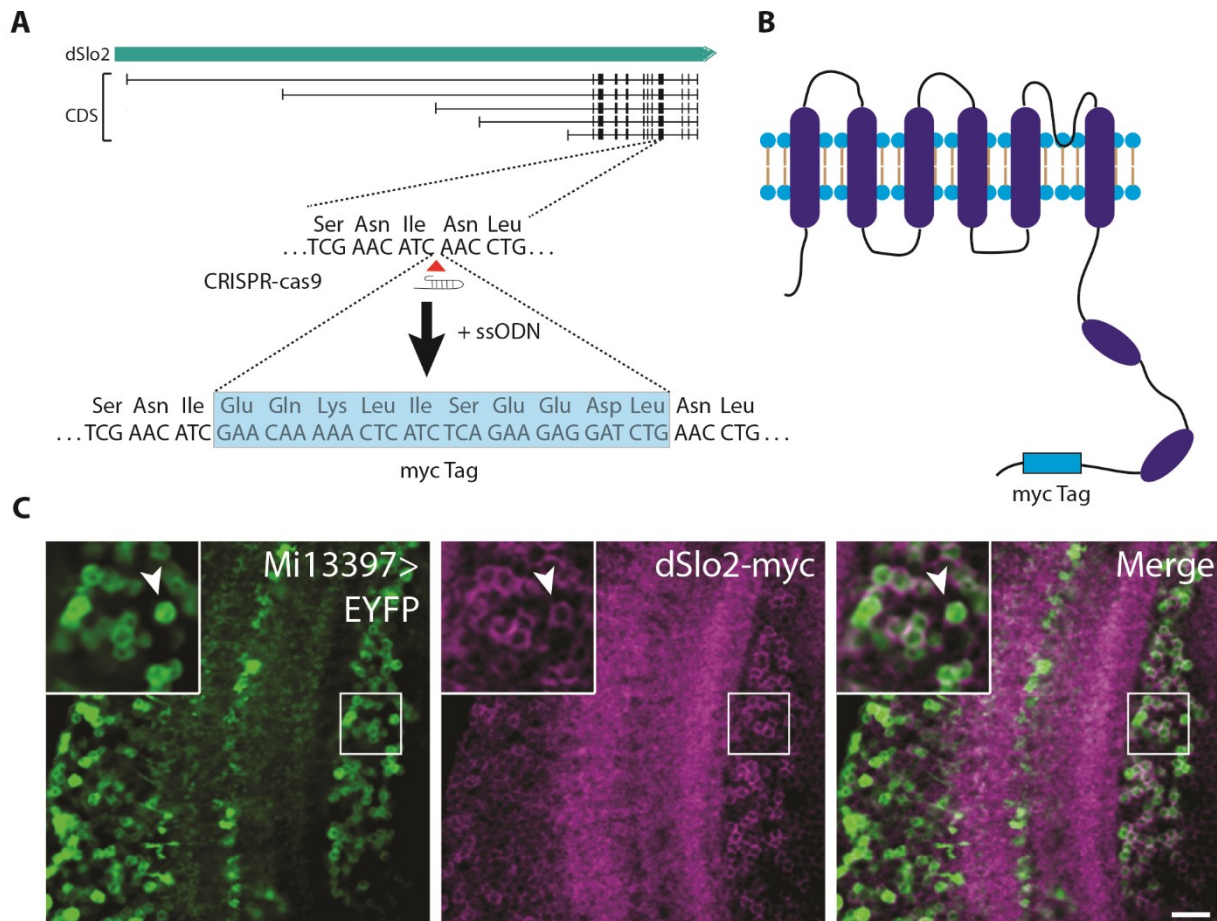 A
dSlo2
CDS
Ser Asn Ile Asn Leu
...TCG AAC ATC AAC CTG...
CRISPR-cas9
+ ssODN
Ser Asn Ile Glu Gln Lys Leu Ile Ser Glu Glu Asp Leu Asn Leu
...TCG AAC ATC GAA CAA AAA CTC ATC TCA GAA GAG GAT CTG AAC CTG...
myc Tag
B
myc Tag
C
Mi13397>
EYFP
dSlo2-myc
Merge